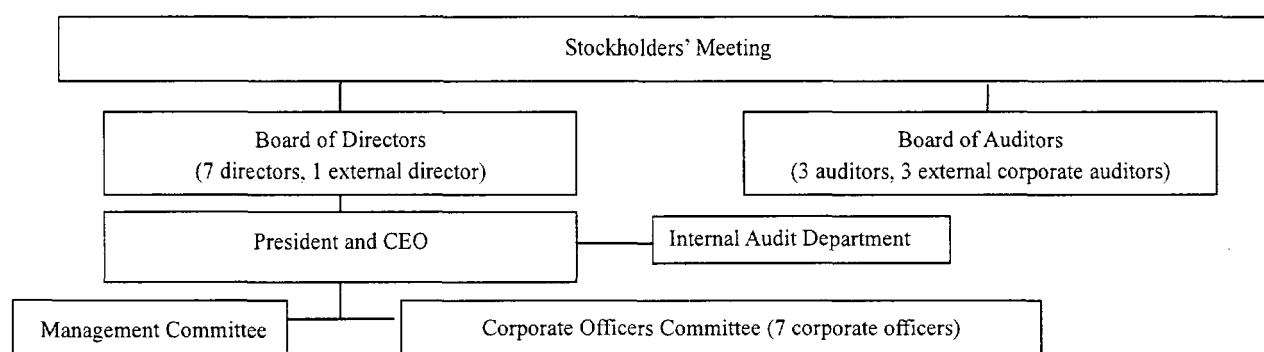 Stockholders’ Meeting
Board of Directors
(7 directors, 1 external director)
Board of Auditors
(3 auditors, 3 external corporate auditors)
President and CEO
Internal Audit Department
Management Committee
Corporate Officers Committee (7 corporate officers)